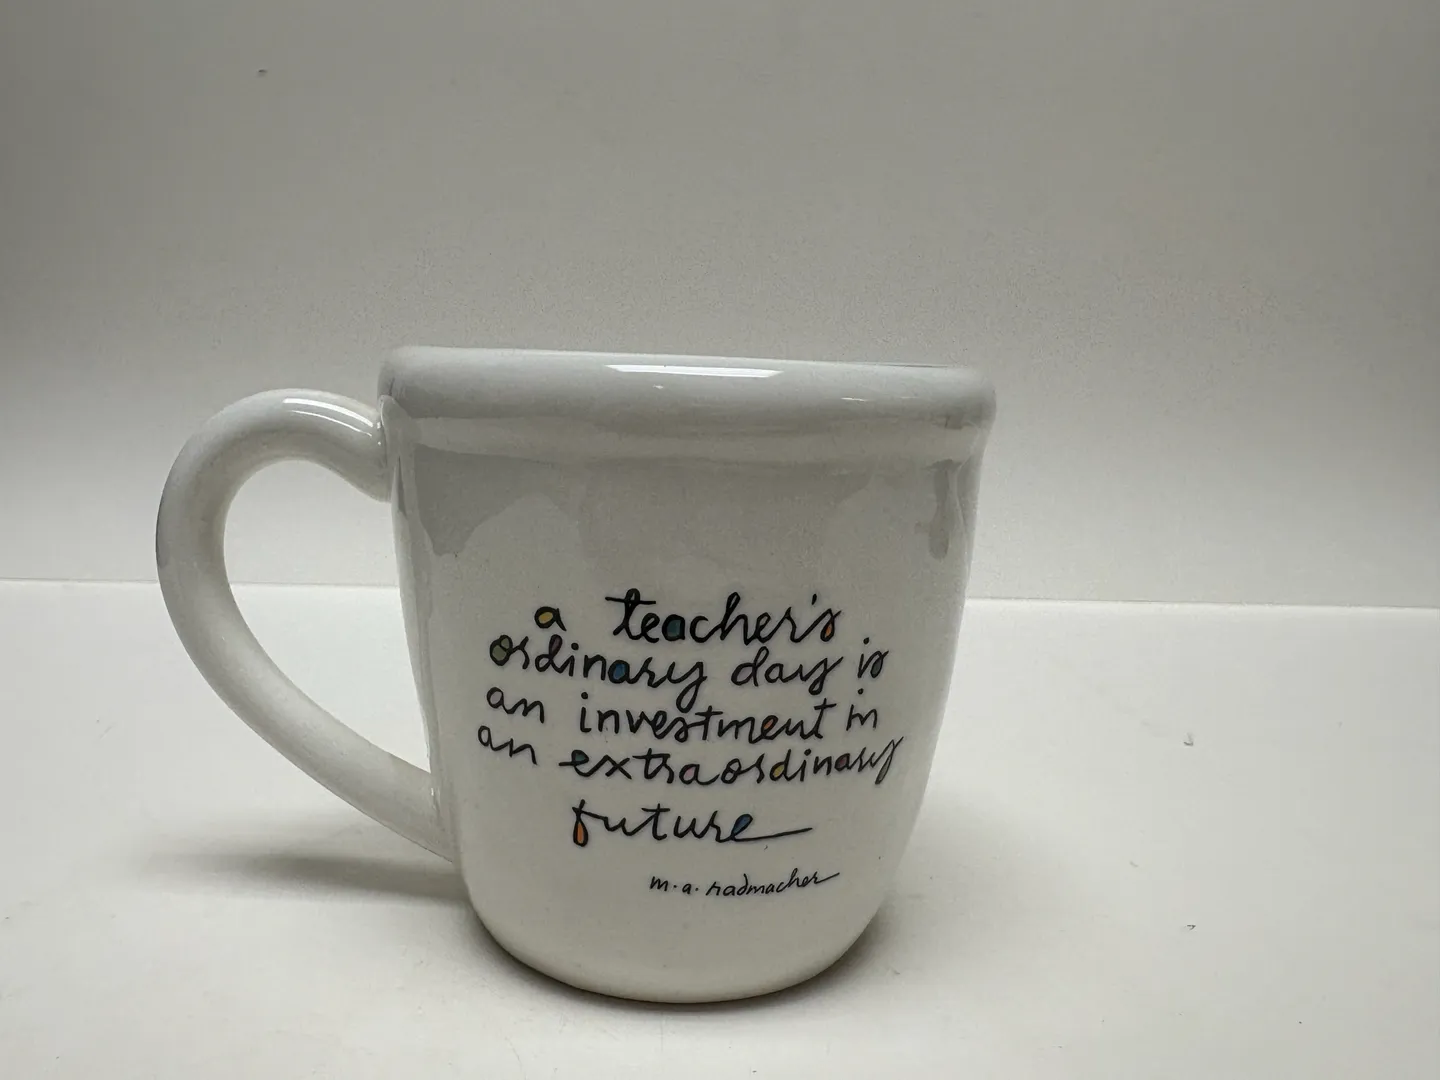 a teacher's
ordinary day is
an investment in
an extraordinary
future
m.a. radmacher